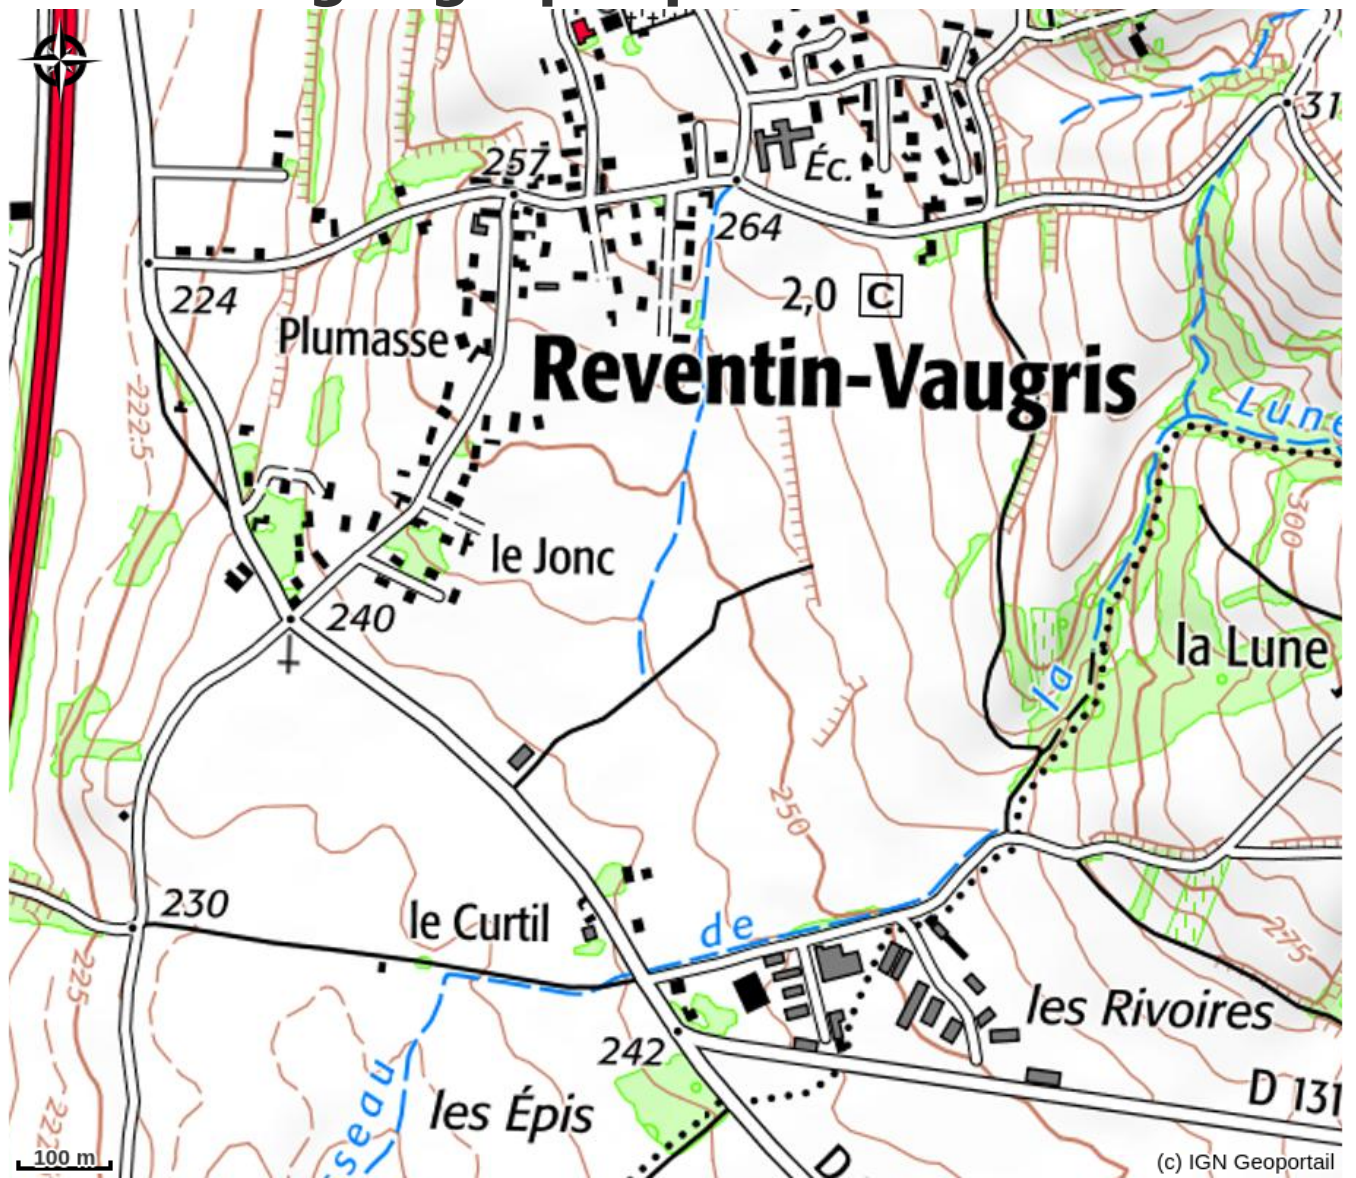 257
Éc.
31
264
224
2,0 C
Plumasse
Reventin-Vaugris
222.5
Lune
le Jonc
300
240
la Lune
la
250
230
le Curtil
de
275
225
les Rivoires
242
D 131
les Épis
sseau
D
100 m
(c) IGN Geoportail